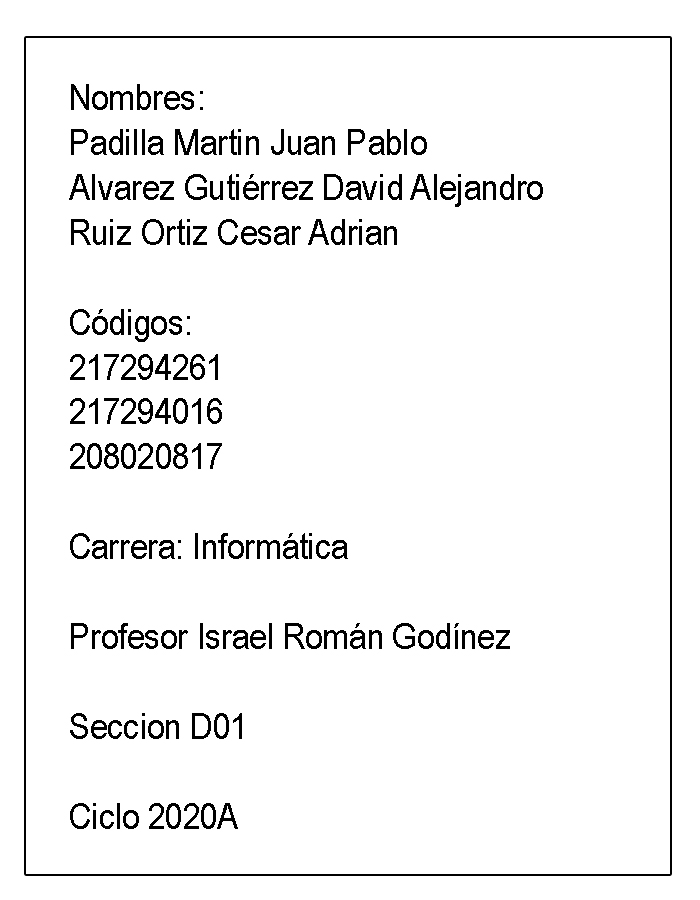 Nombres:
Padilla Martin Juan Pablo
Alvarez Gutiérrez David Alejandro
Ruiz Ortiz Cesar Adrian
Códigos:
217294261
217294016
208020817
Carrera: Informática
Profesor Israel Román Godínez
Seccion D01
Ciclo 2020A